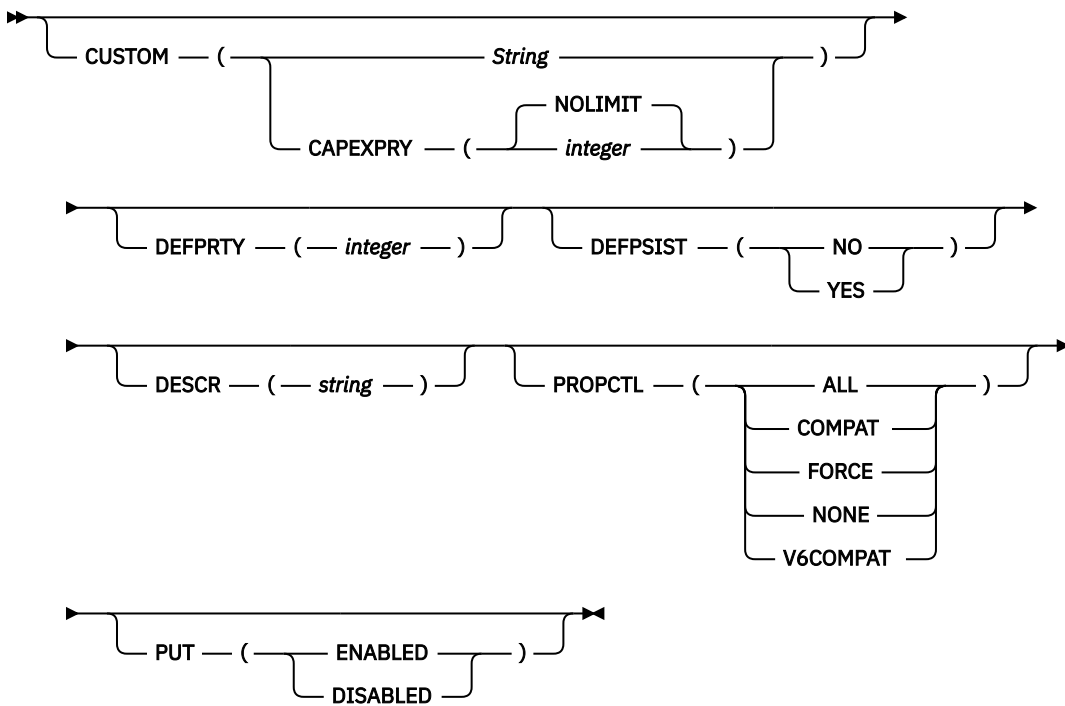 CUSTOM ( String )
NOLIMIT
CAPEXPRY ( integer )
DEFPRTY ( integer ) DEFPSIST ( NO )
YES
DESCR ( string ) PROPCTL ( ALL )
COMPAT
FORCE
NONE
V6COMPAT
PUT ( ENABLED )
DISABLED